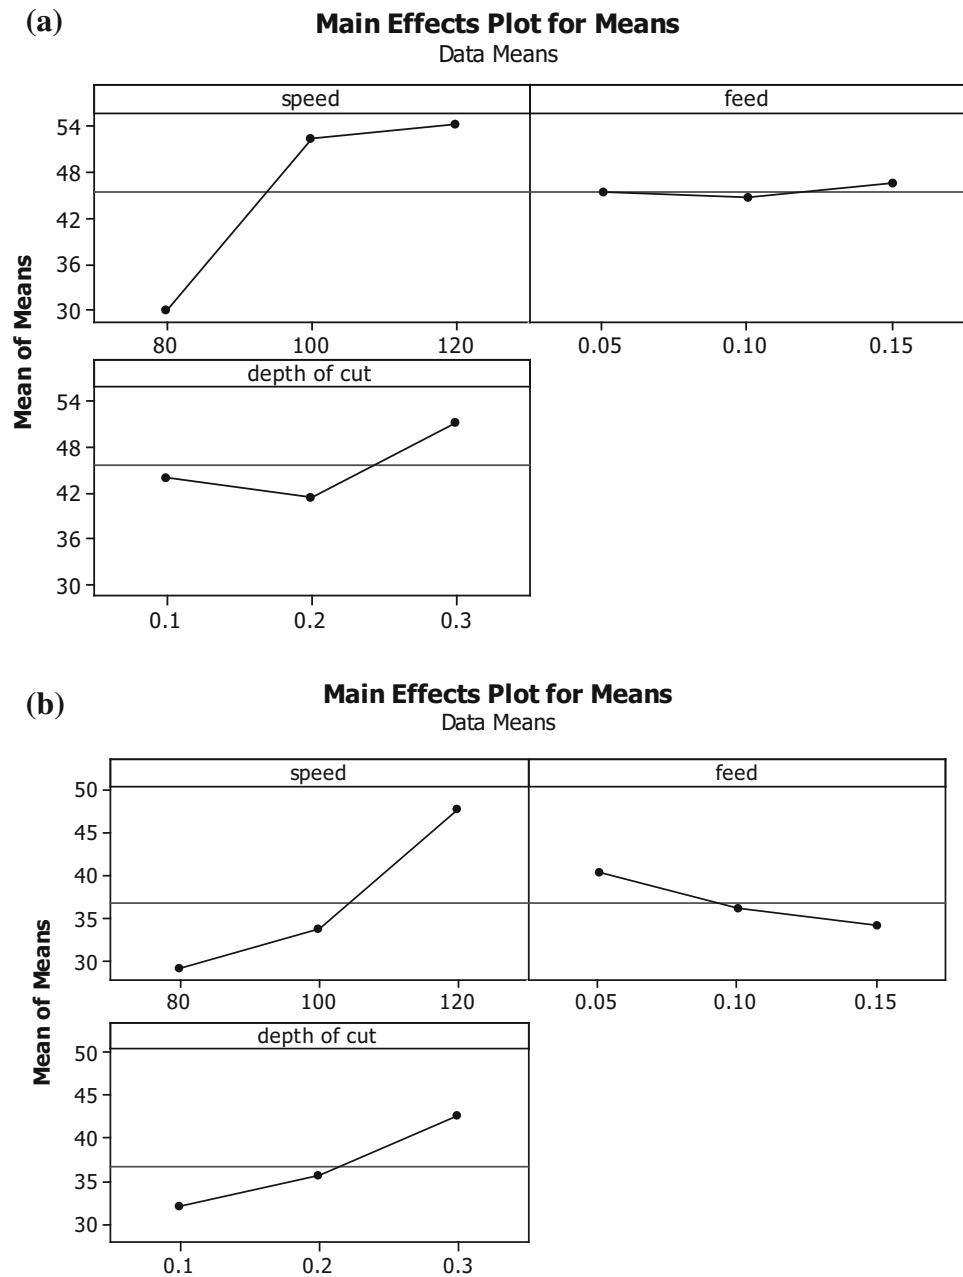 (a)
Main Effects Plot for Means
Data Means
speed feed
54
48
42
36
30
80 100 120 0.05 0.10 0.15
Mean of Means
depth of cut
54
48
42
36
30
0.1 0.2 0.3
(b)
Main Effects Plot for Means
Data Means
speed feed
50
45
40
35
30
80 100 120 0.05 0.10 0.15
Mean of Means
depth of cut
50
45
40
35
30
0.1 0.2 0.3